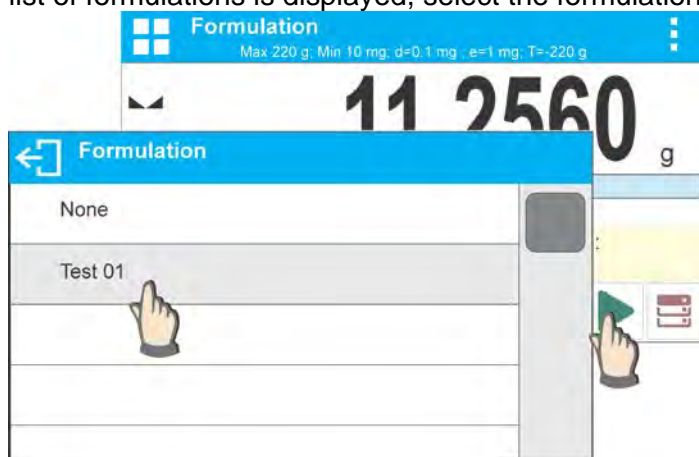 list of formulations is displayed, select the formulation
Formulation
Max 220 g; Min 10 mg; d=0.1 mg ; e=1 mg; T=-220 g
11.2560 g
Formulation
None
Test 01
: